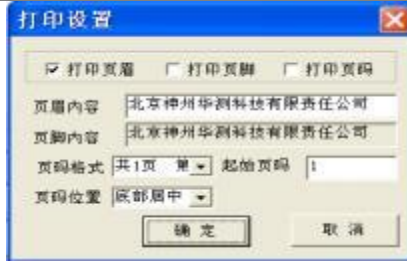 打印设置
打印页眉 打印页脚 打印页码
页眉内容 北京神州华测科技有限责任公司
页脚内容 北京神州华测科技有限责任公司
页码格式 共1页 第 起始页码 1
页码位置 底部居中
确定 取消